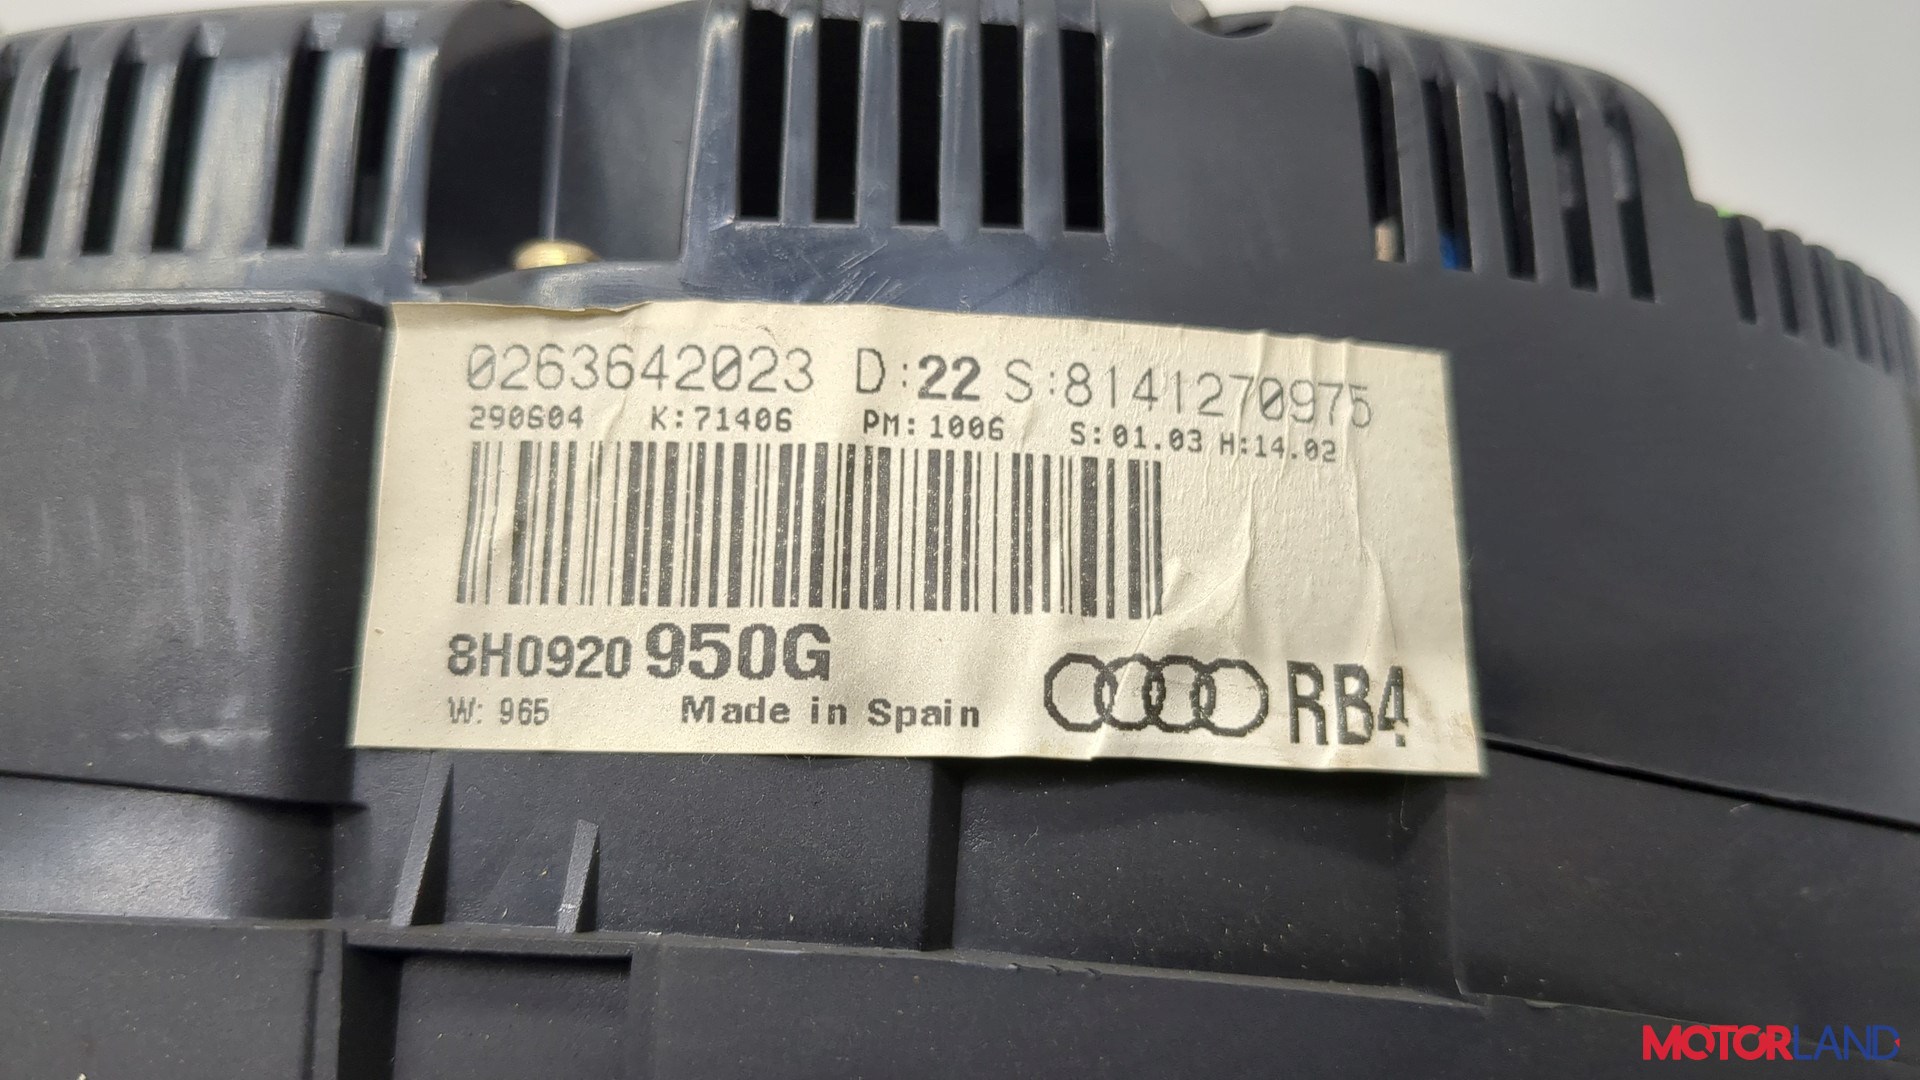 0263642023 D:22 S:8141270975
290604 K:71406 PM:1006 S:01.03 H:14.02
8H0920 950G
W: 965 Made in Spain RB4
MOTORLAND